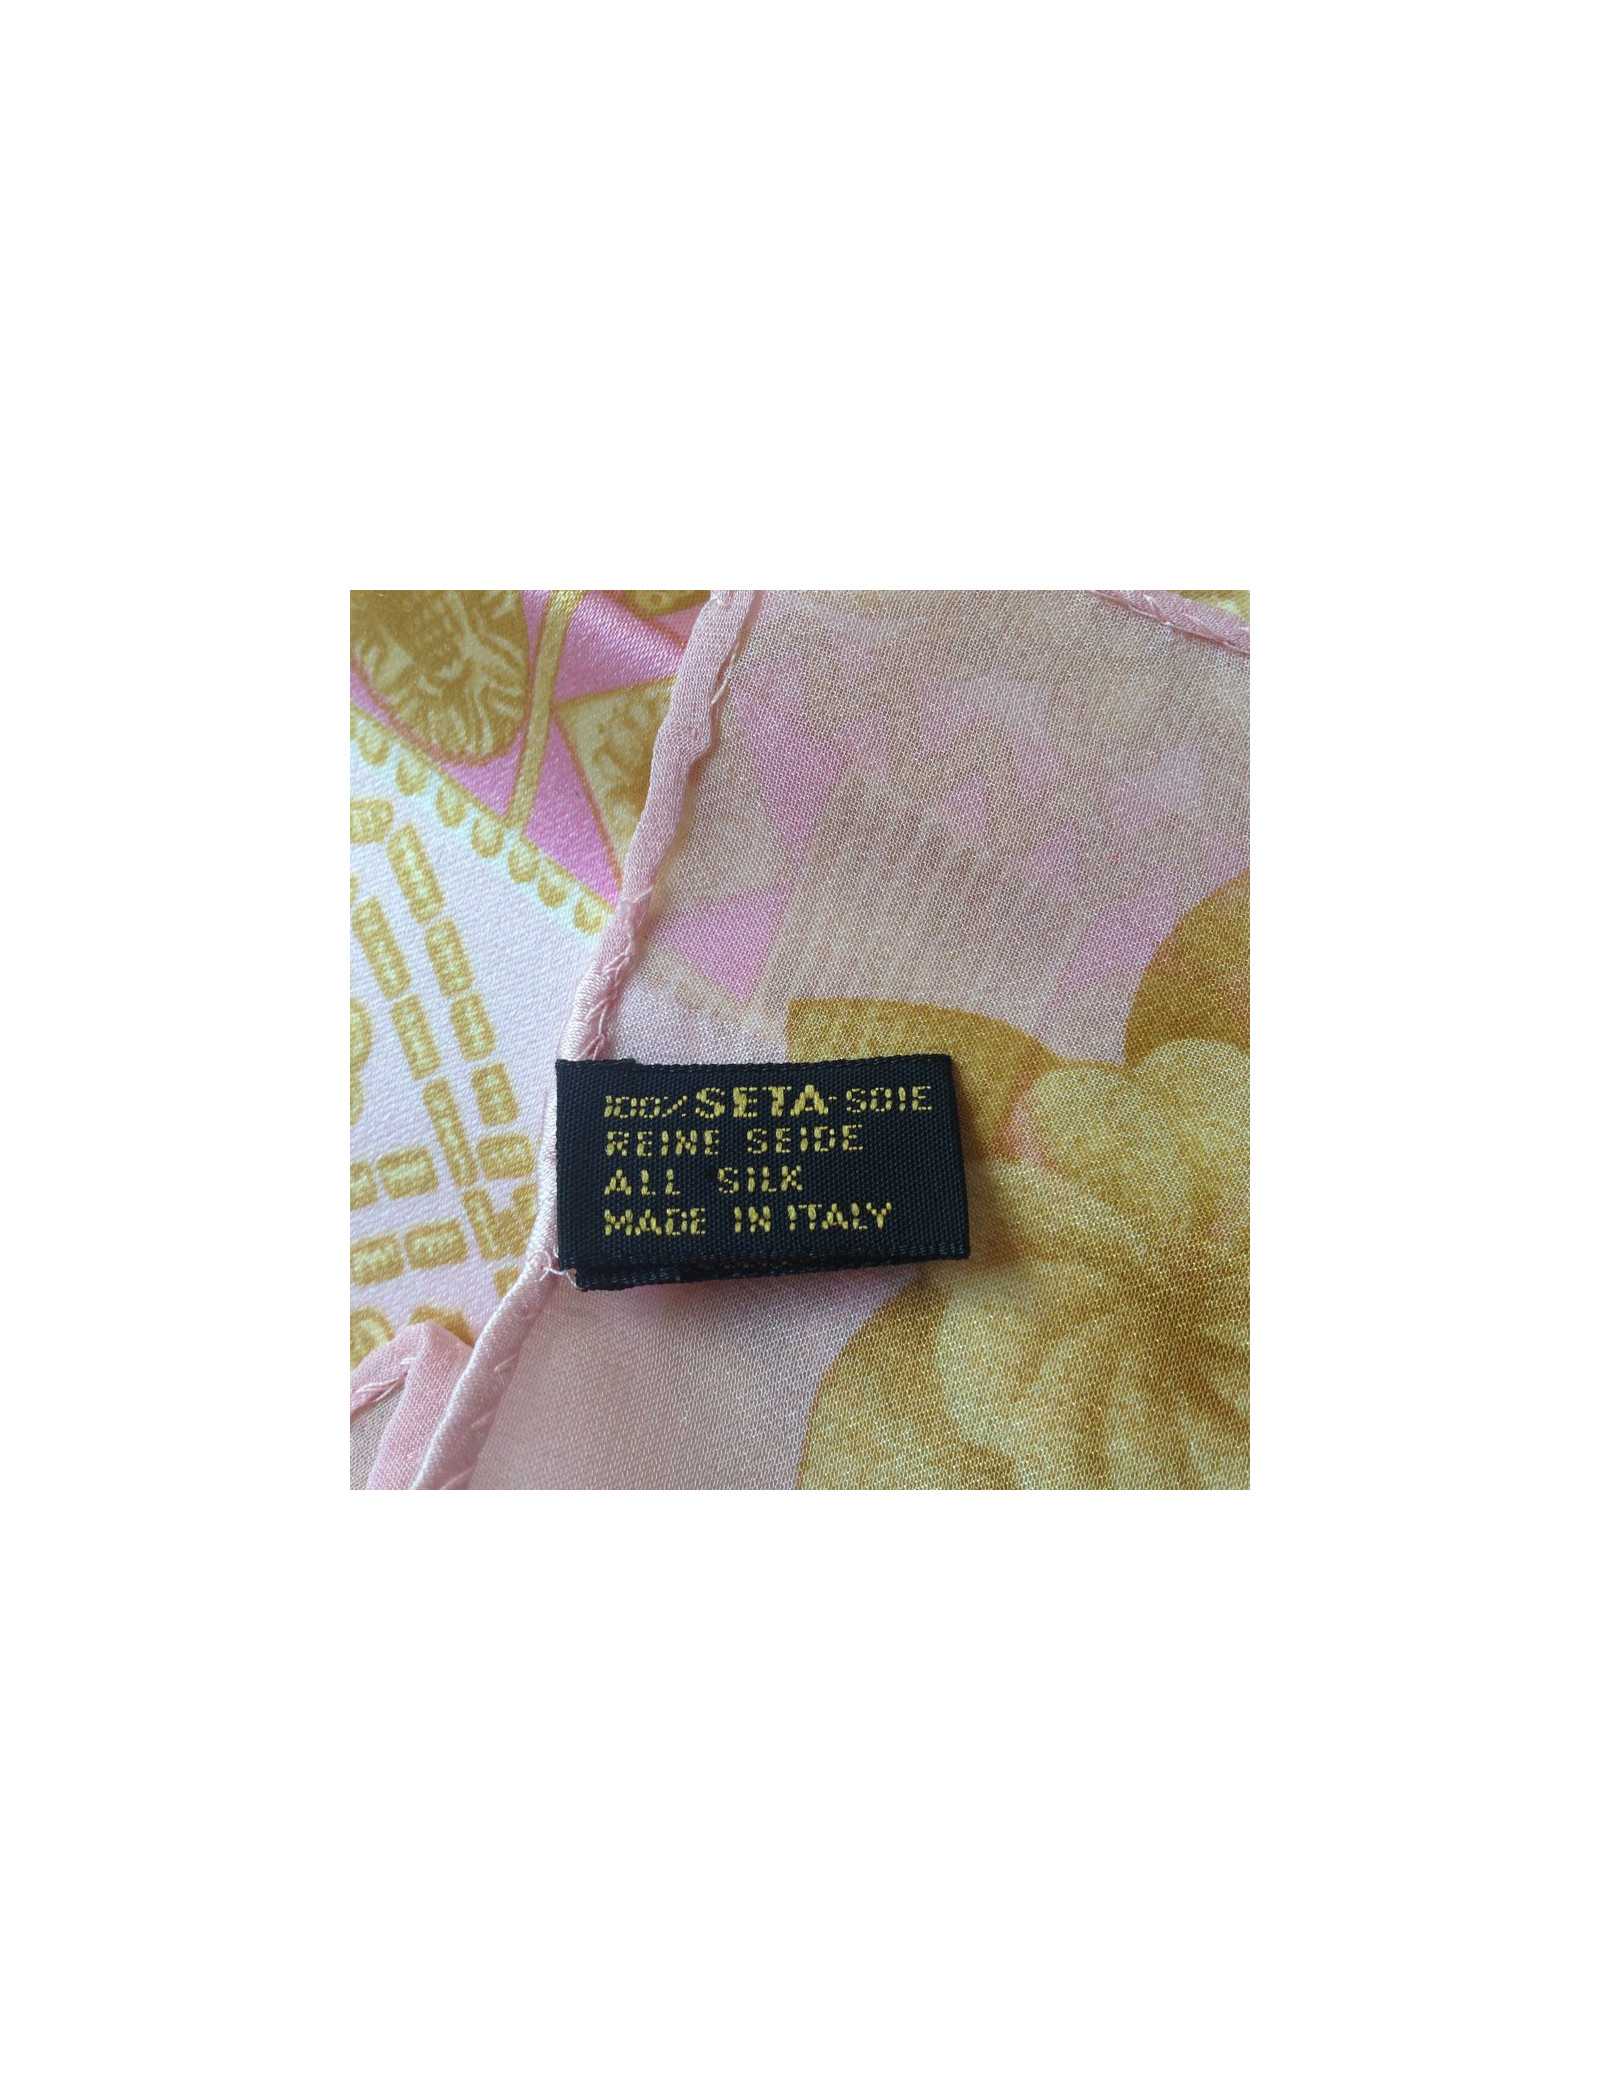 100% SETA-SOIE
REINE SEIDE
ALL SILK
MADE IN ITALY